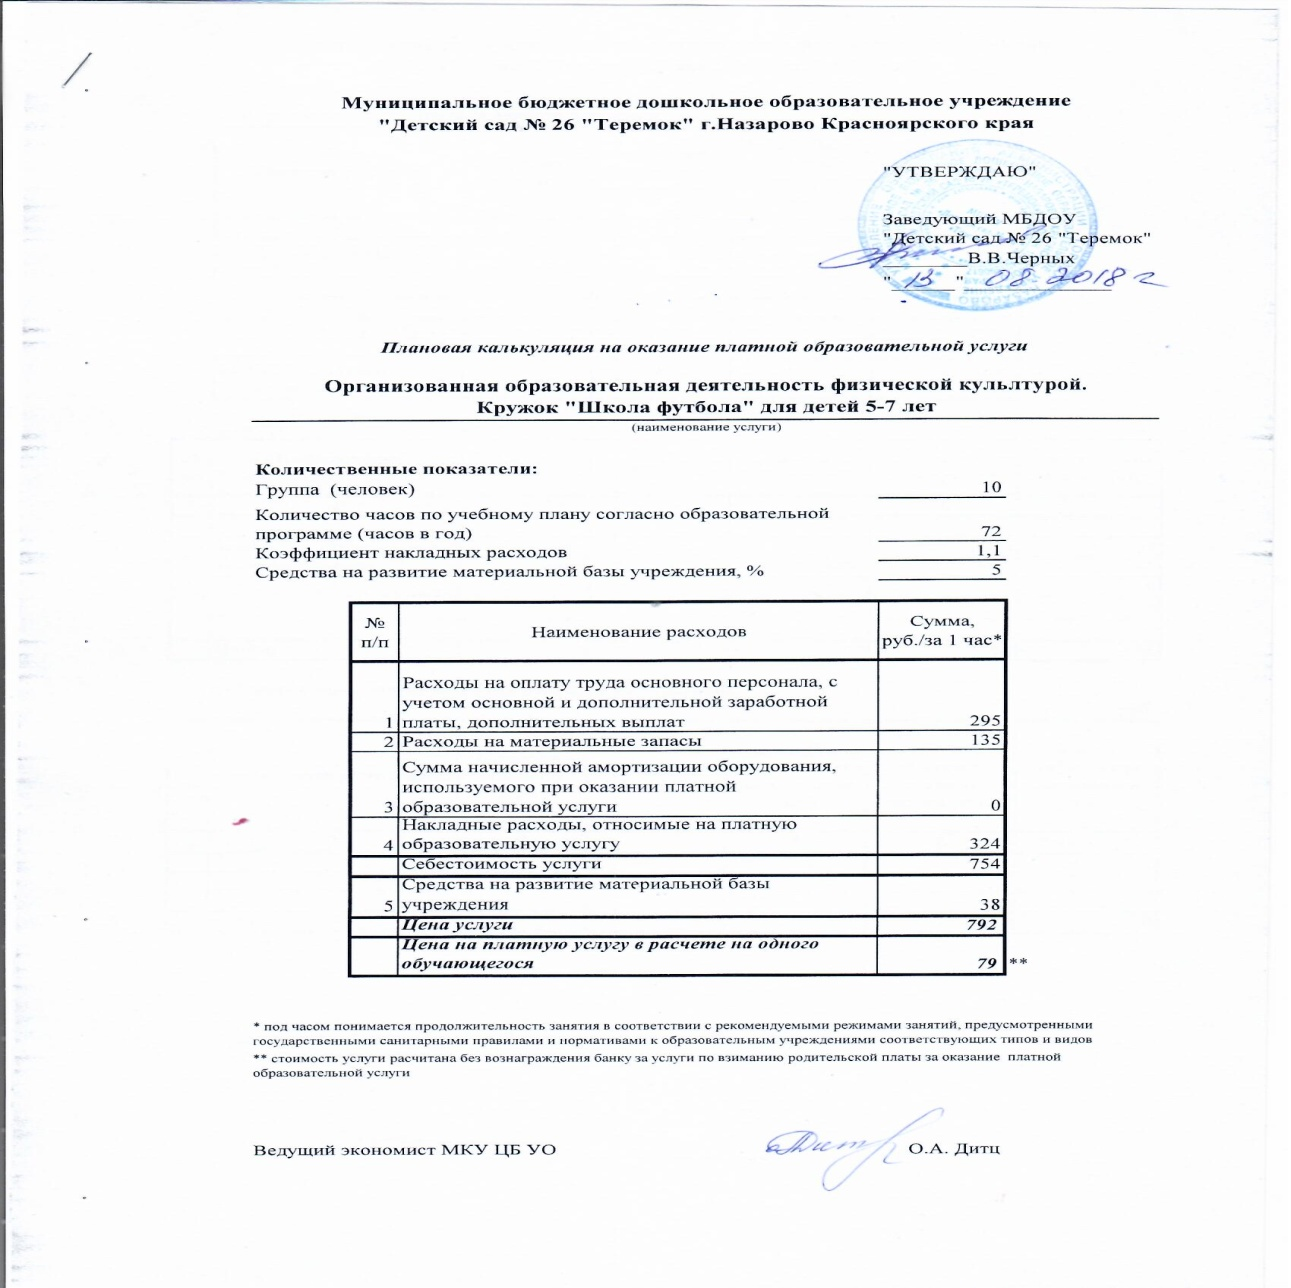 Муниципальное бюджетное дошкольное образовательное учреждение
"Детский сад № 26 "Теремок" г.Назарово Красноярского края
"УТВЕРЖДАЮ"
Заведующий МБДОУ
"Детский сад № 26 "Теремок"
__________В.В.Черных
"13" 08 2018 г
Плановая калькуляция на оказание платной образовательной услуги
Организованная образовательная деятельность физической кульлтурой.
Кружок "Школа футбола" для детей 5-7 лет
(наименование услуги)
Количественные показатели:
Группа (человек) 10
Количество часов по учебному плану согласно образовательной
программе (часов в год) 72
Коэффициент накладных расходов 1,1
Средства на развитие материальной базы учреждения, % 5
№ Сумма,
п/п Наименование расходов руб./за 1 час*
Расходы на оплату труда основного персонала, с
учетом основной и дополнительной заработной
1 платы, дополнительных выплат 295
2 Расходы на материальные запасы 135
Сумма начисленной амортизации оборудования,
используемого при оказании платной
3 образовательной услуги 0
Накладные расходы, относимые на платную
4 образовательную услугу 324
Себестоимость услуги 754
Средства на развитие материальной базы
5 учреждения 38
Цена услуги 792
Цена на платную услугу в расчете на одного
обучающегося 79 **
* под часом понимается продолжительность занятия в соответствии с рекомендуемыми режимами занятий, предусмотренными
государственными санитарными правилами и нормативами к образовательным учреждениями соответствующих типов и видов
** стоимость услуги расчитана без вознаграждения банку за услуги по взиманию родительской платы за оказание платной
образовательной услуги
Ведущий экономист МКУ ЦБ УО О.А. Дитц